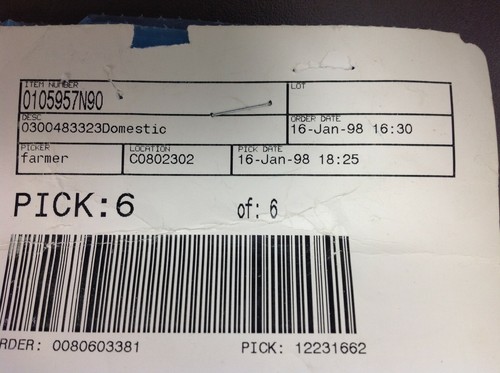 ITEM NUMBER LOT
0105957N90
DESC ORDER DATE
0300483323Domestic 16-Jan-98 16:30
PICKER LOCATION PICK DATE
farmer C0802302 16-Jan-98 18:25
PICK:6 of: 6
RDER: 0080603381 PICK: 12231662